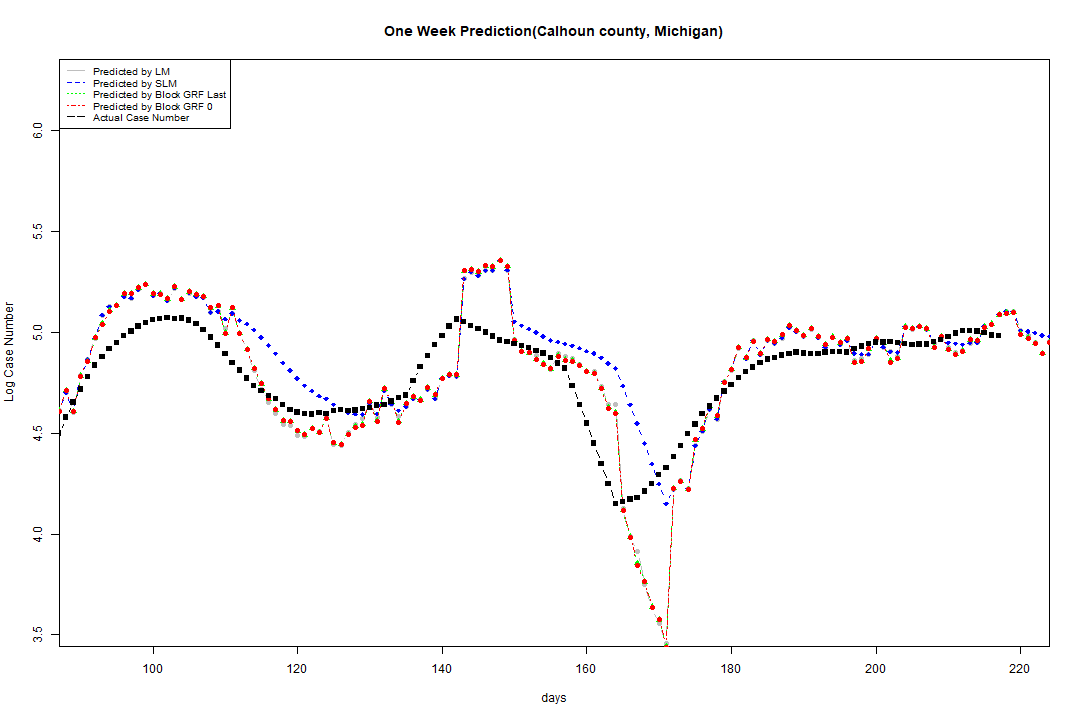 One Week Prediction(Calhoun county, Michigan)
Predicted by LM
Predicted by SLM
Predicted by Block GRF Last
Predicted by Block GRF 0
Actual Case Number
6.0
5.5
5.0
4.5
4.0
3.5
Log Case Number
100 120 140 160 180 200 220
days